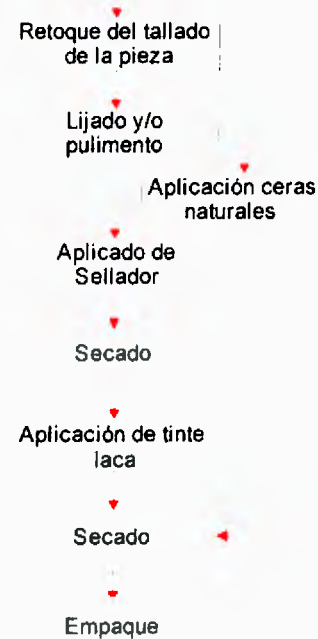 Retoque del tallado
de la pieza
Lijado y/o
pulimento
Aplicación ceras
naturales
Aplicado de
Sellador
Secado
Aplicación de tinte
laca
Secado
Empaque